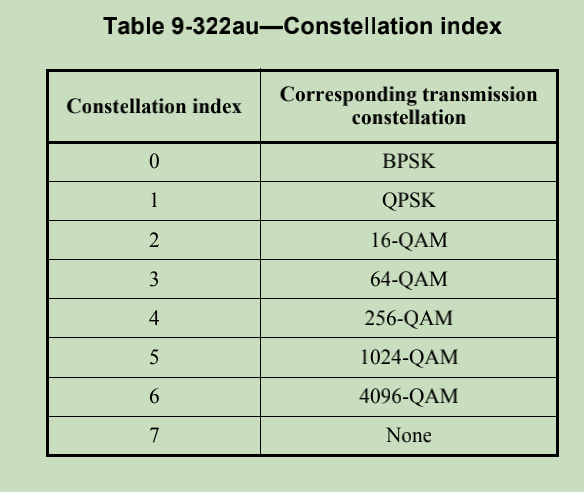 Table 9-322au—Constellation index
Constellation index
Corresponding transmission
constellation
0 BPSK
1 QPSK
2 16-QAM
3 64-QAM
4 256-QAM
5 1024-QAM
6 4096-QAM
7 None